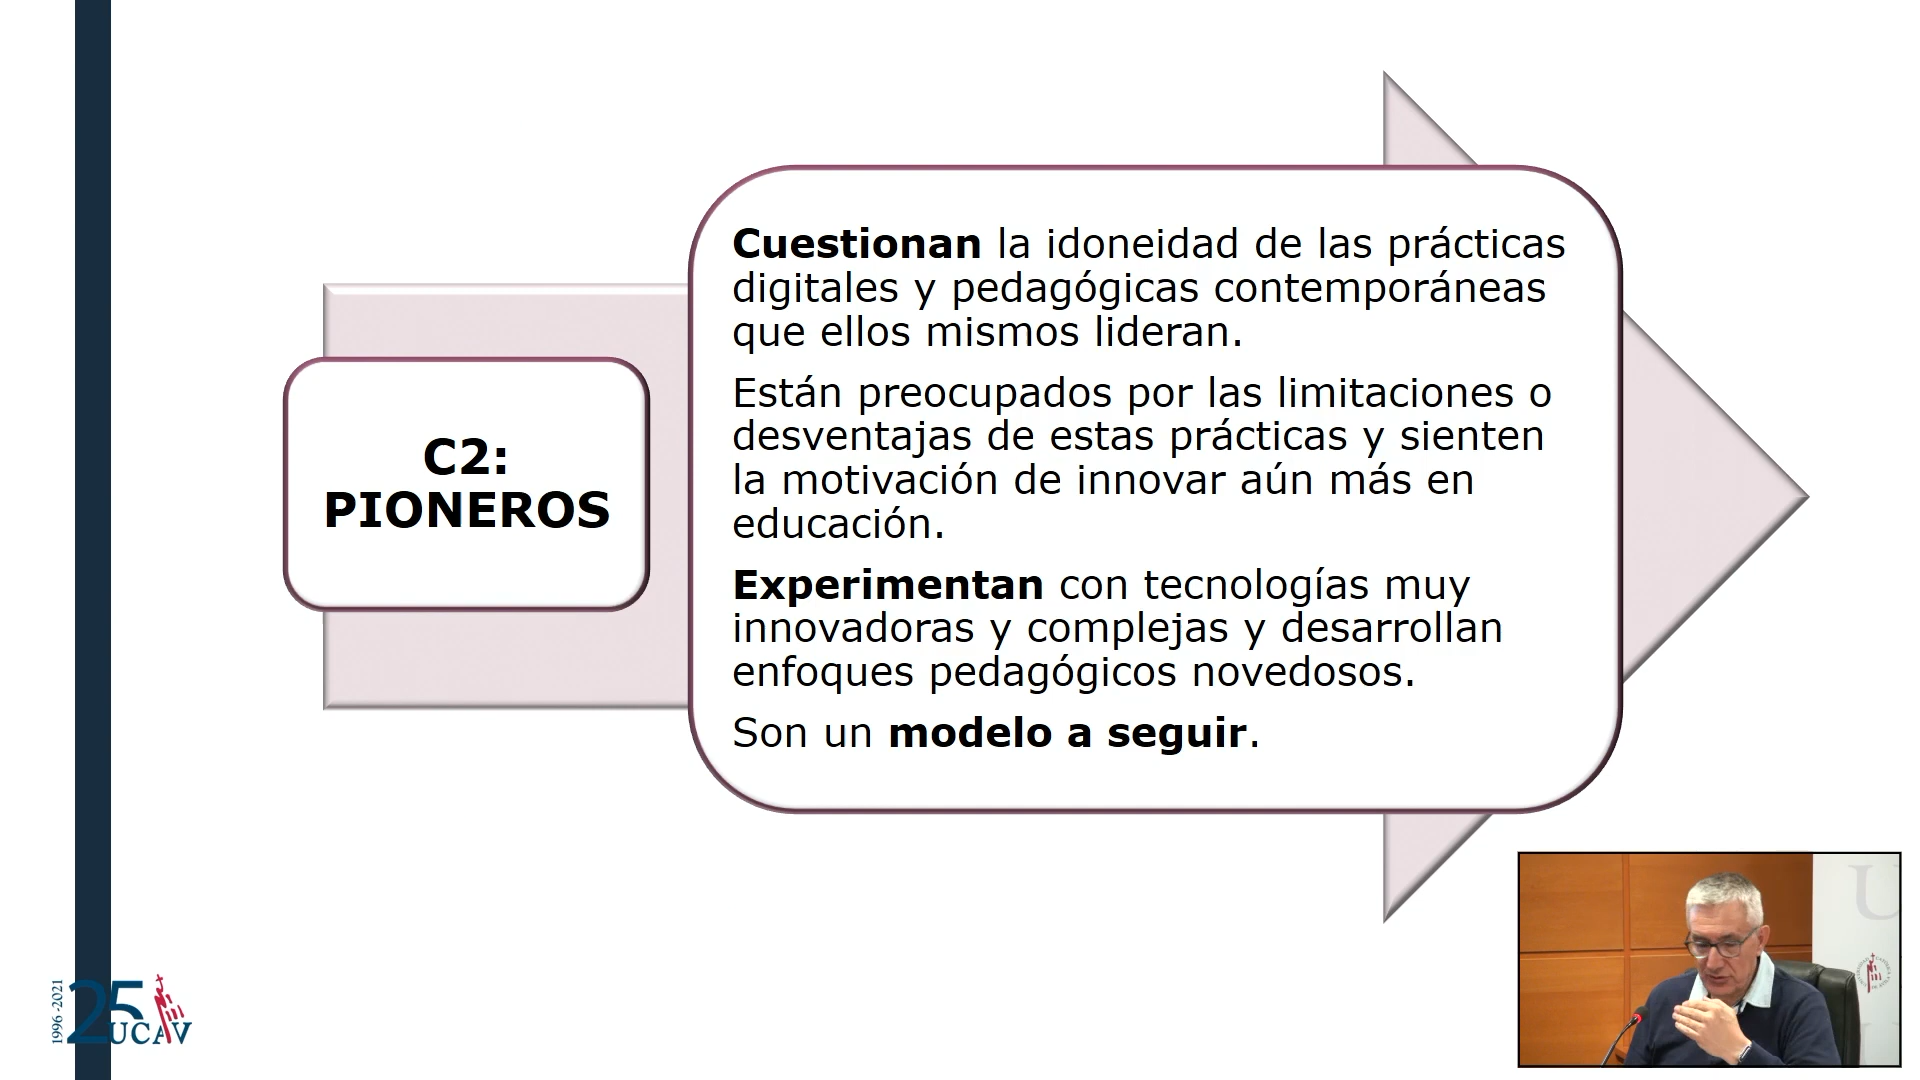 Cuestionan la idoneidad de las prácticas
digitales y pedagógicas contemporáneas
que ellos mismos lideran.
Están preocupados por las limitaciones o
desventajas de estas prácticas y sienten
la motivación de innovar aún más en
educación.
Experimentan con tecnologías muy
innovadoras y complejas y desarrollan
enfoques pedagógicos novedosos.
Son un modelo a seguir.
C2:
PIONEROS
1996 -2021
25
UCAV
U